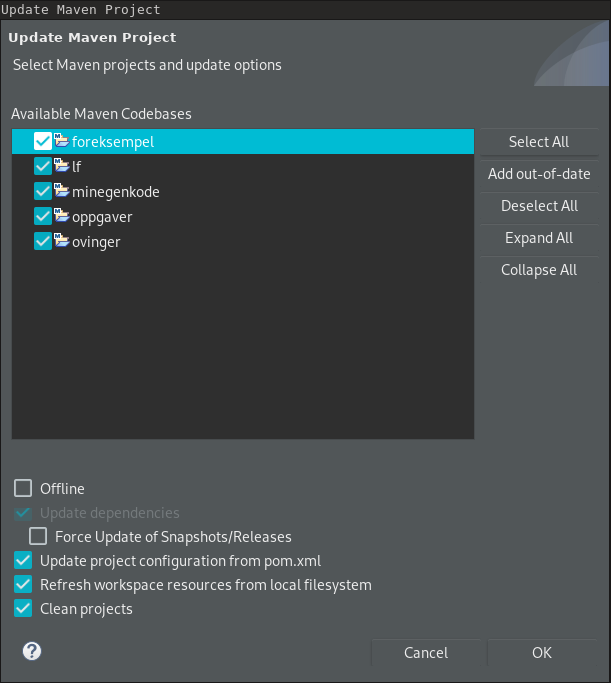 Update Maven Project
Update Maven Project
Select Maven projects and update options
Available Maven Codebases
foreksempel
lf
minegenkode
oppgaver
ovinger
Select All
Add out-of-date
Deselect All
Expand All
Collapse All
Offline
Update dependencies
Force Update of Snapshots/Releases
Update project configuration from pom.xml
Refresh workspace resources from local filesystem
Clean projects
?
Cancel
OK